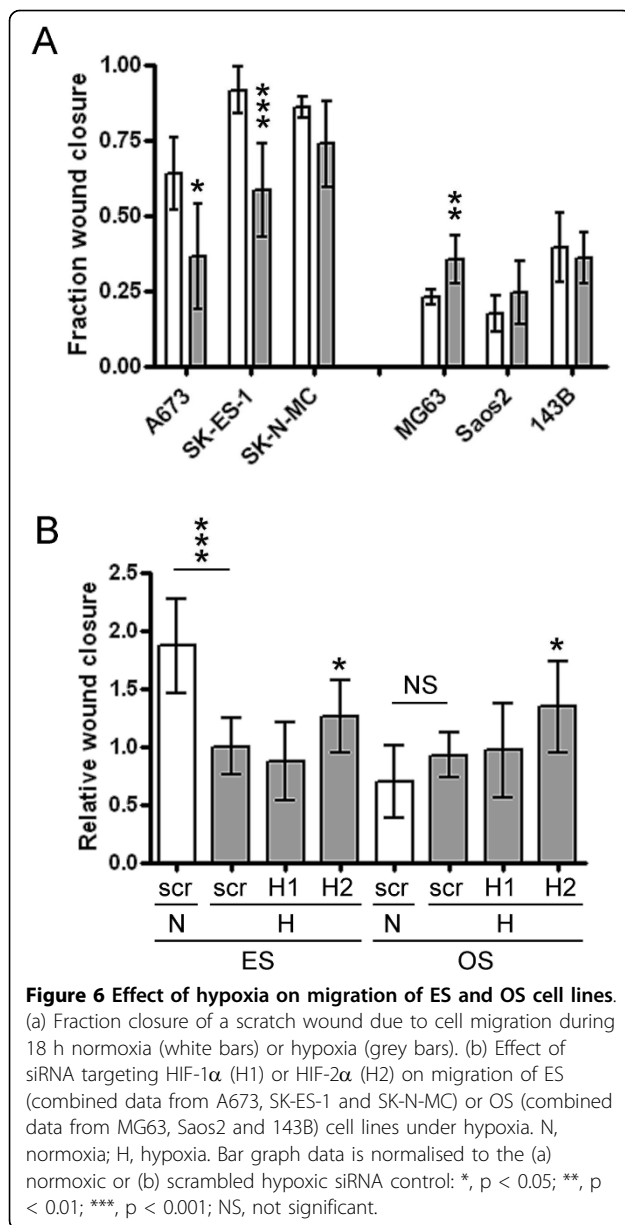 A
Fraction wound closure
1.00
0.75
0.50
0.25
0.00
*
***
**
A673
SK-ES-1
SK-N-MC
MG63
Saos2
143B
B
Relative wound closure
2.5
2.0
1.5
1.0
0.5
0.0
***
*
NS
*
scr scr H1 H2 scr scr H1 H2
N H N H
ES OS
Figure 6 Effect of hypoxia on migration of ES and OS cell lines.
(a) Fraction closure of a scratch wound due to cell migration during
18 h normoxia (white bars) or hypoxia (grey bars). (b) Effect of
siRNA targeting HIF-1α (H1) or HIF-2α (H2) on migration of ES
(combined data from A673, SK-ES-1 and SK-N-MC) or OS (combined
data from MG63, Saos2 and 143B) cell lines under hypoxia. N,
normoxia; H, hypoxia. Bar graph data is normalised to the (a)
normoxic or (b) scrambled hypoxic siRNA control: *, p < 0.05; **, p
< 0.01; ***, p < 0.001; NS, not significant.